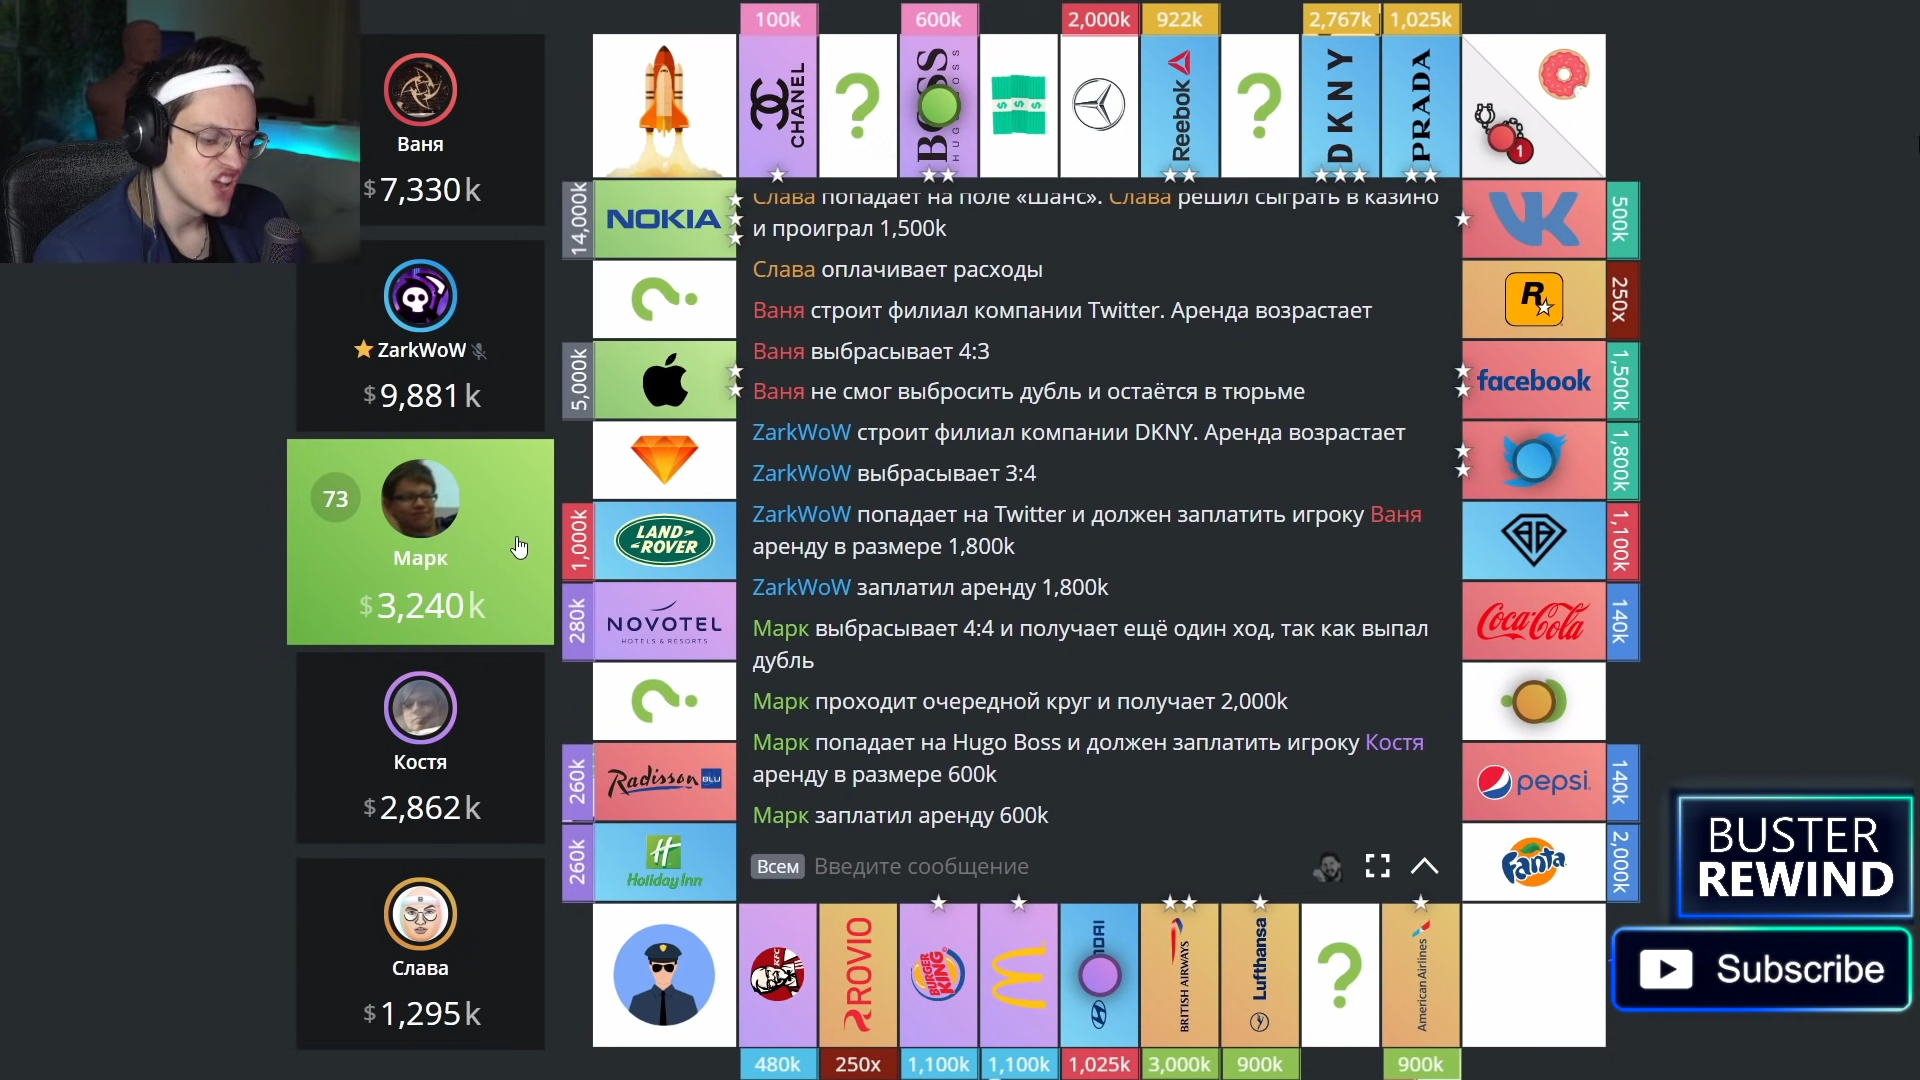 100k
600k
2,000k
922k
2,767k
1,025k
CHANEL
?
BOSS
HUGO BOSS
Reebok
?
DKNY
PRADA
1
Ваня
$ 7,330k
ZarkWoW
$ 9,881k
73
Марк
$ 3,240k
Костя
$ 2,862k
Слава
$ 1,295k
14,000k
NOKIA
5,000k
1,000k
LAND-
-ROVER
280k
NOVOTEL
HOTELS & RESORTS
260k
Radisson BLU
260k
Holiday Inn
Слава попадает на поле «Шанс». Слава решил сыграть в казино
и проиграл 1,500k
Слава оплачивает расходы
Ваня строит филиал компании Twitter. Аренда возрастает
Ваня выбрасывает 4:3
Ваня не смог выбросить дубль и остаётся в тюрьме
ZarkWoW строит филиал компании DKNY. Аренда возрастает
ZarkWoW выбрасывает 3:4
ZarkWoW попадает на Twitter и должен заплатить игроку Ваня
аренду в размере 1,800k
ZarkWoW заплатил аренду 1,800k
Марк выбрасывает 4:4 и получает ещё один ход, так как выпал
дубль
Марк проходит очередной круг и получает 2,000k
Марк попадает на Hugo Boss и должен заплатить игроку Костя
аренду в размере 600k
Марк заплатил аренду 600k
Всем Введите сообщение
500k
R
250x
facebook
1,500k
1,800k
1,100k
Coca-Cola
140k
pepsi
140k
Fanta
2,000k
KFC
ROVIO
BURGER
KING
BRITISH AIRWAYS
Lufthansa
?
American Airlines
480k
250x
1,100k
1,100k
1,025k
3,000k
900k
900k
BUSTER
REWIND
Subscribe